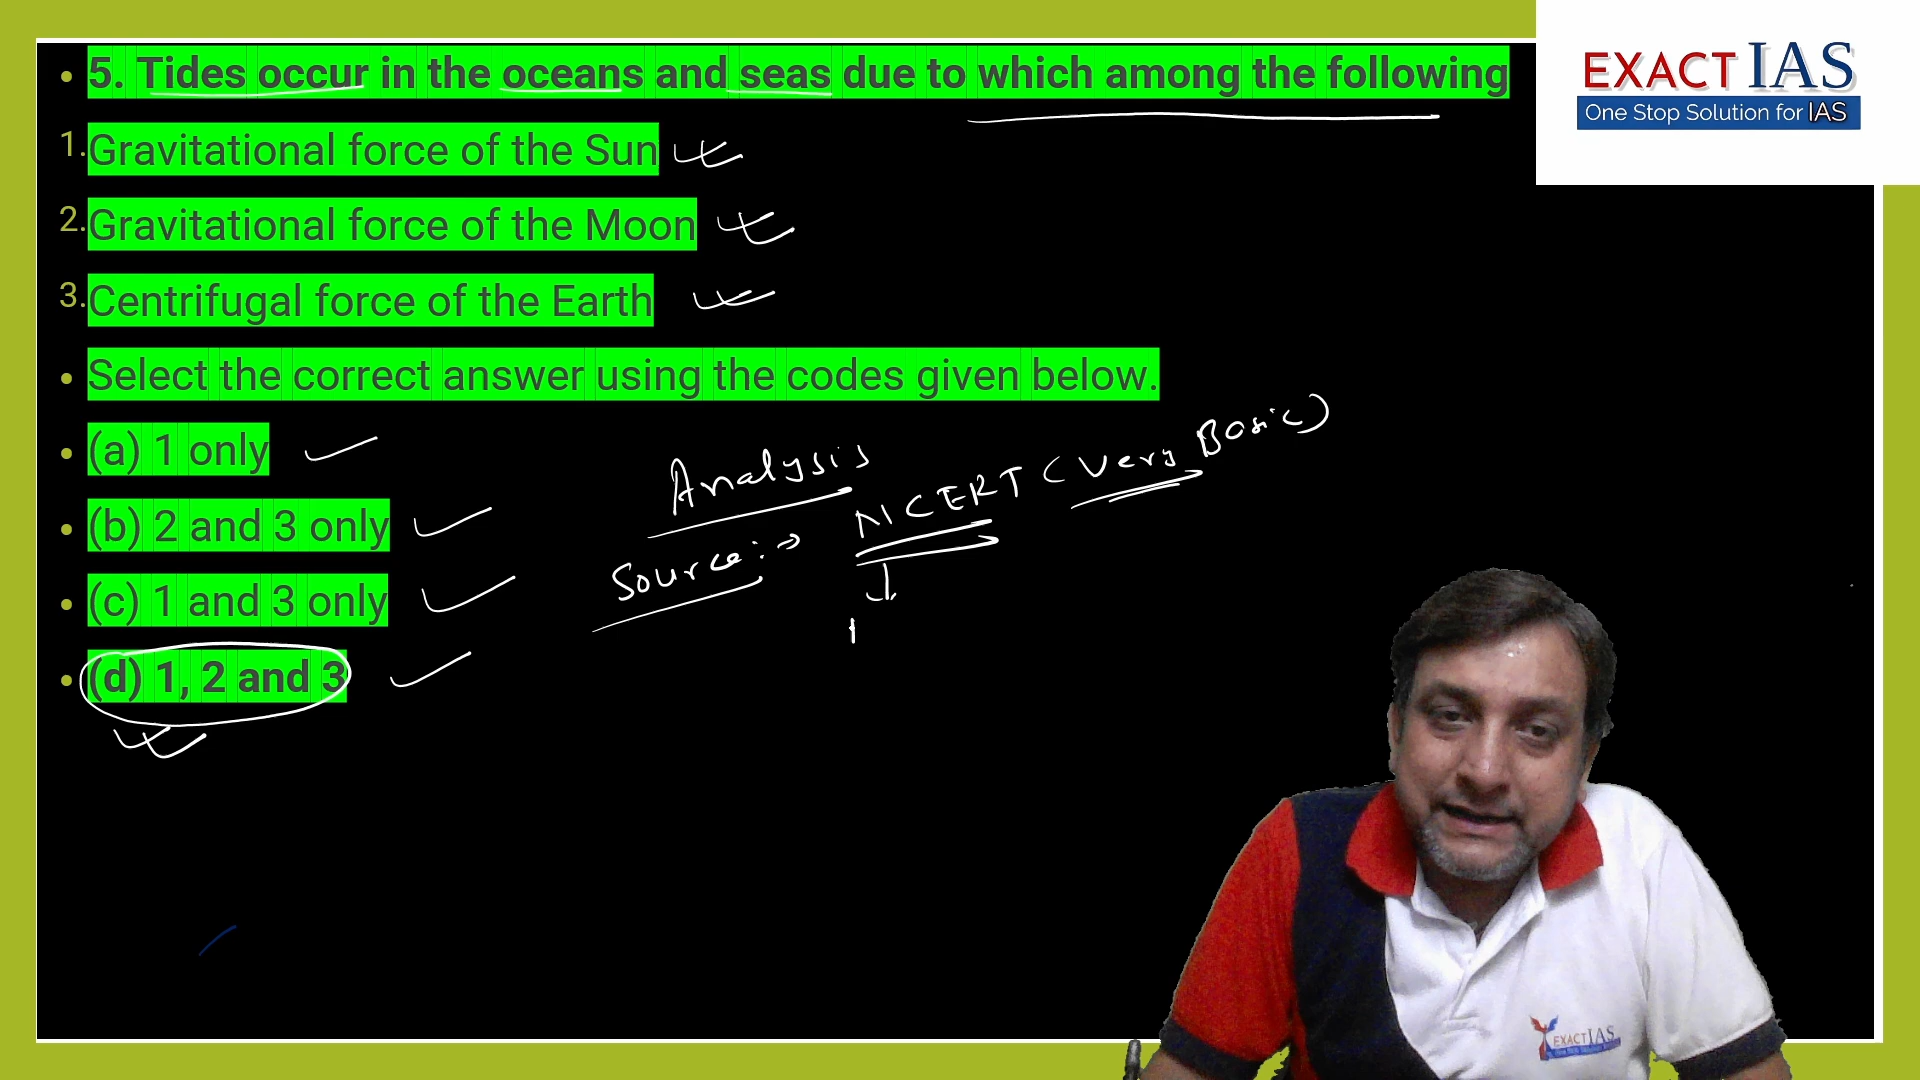 • 5. Tides occur in the oceans and seas due to which among the following
1. Gravitational force of the Sun
2. Gravitational force of the Moon
3. Centrifugal force of the Earth
• Select the correct answer using the codes given below.
• (a) 1 only
• (b) 2 and 3 only
• (c) 1 and 3 only
• (d) 1, 2 and 3
Analysis
Source:→ NCERT (Very Basic)
EXACT IAS
One Stop Solution for IAS
EXACT IAS